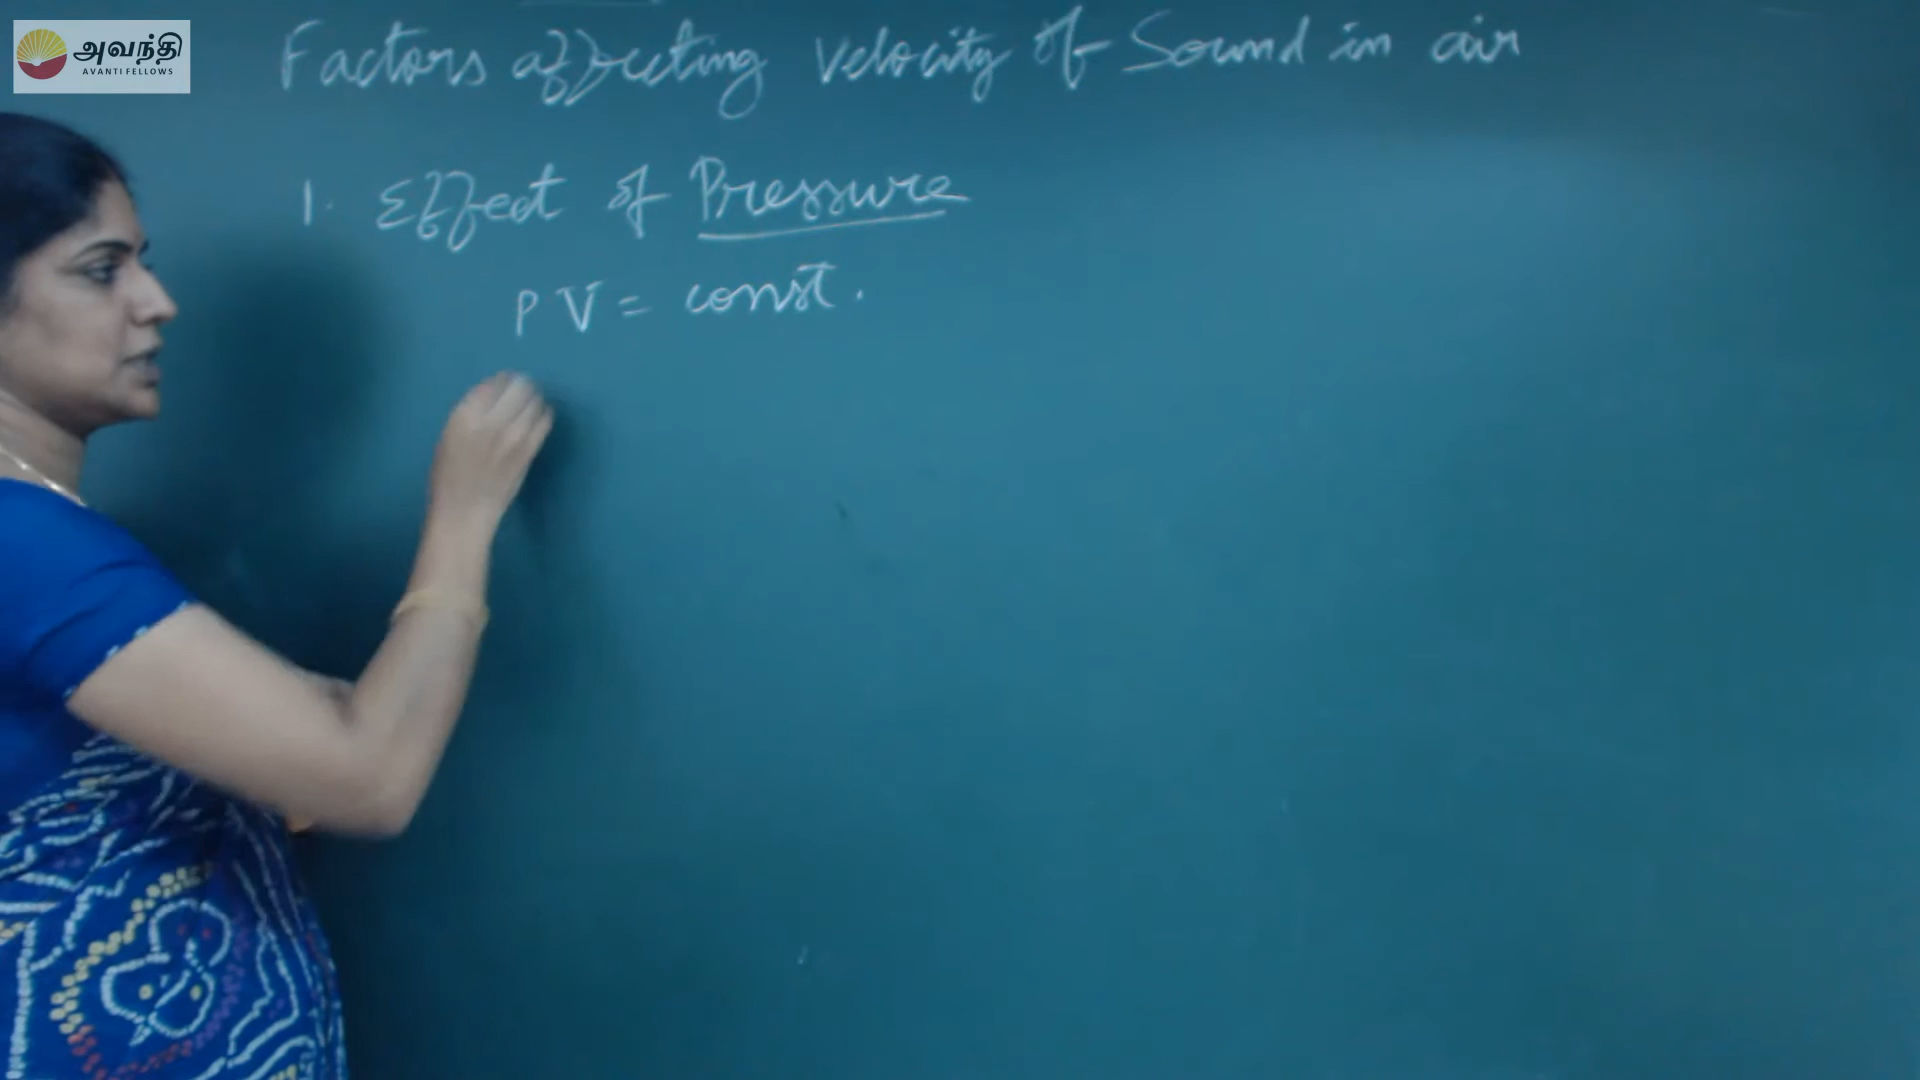 அவந்தி
AVANTI FELLOWS
Factors affecting Velocity of Sound in air
1. Effect of Pressure
PV = const.